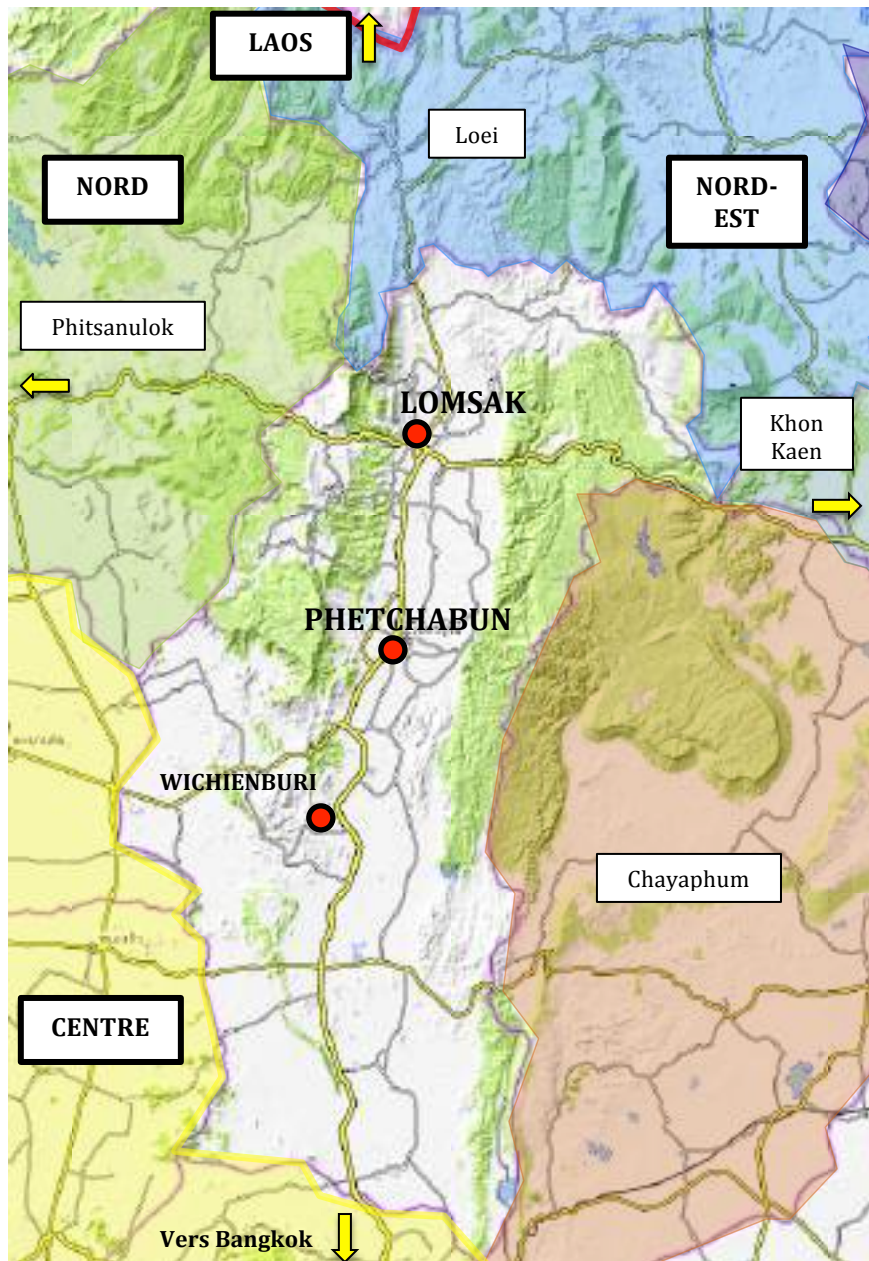 LAOS
Loei
NORD
NORD-
EST
Phitsanulok
LOMSAK
Khon
Kaen
PHETCHABUN
WICHIENBURI
Chayaphum
CENTRE
Vers Bangkok